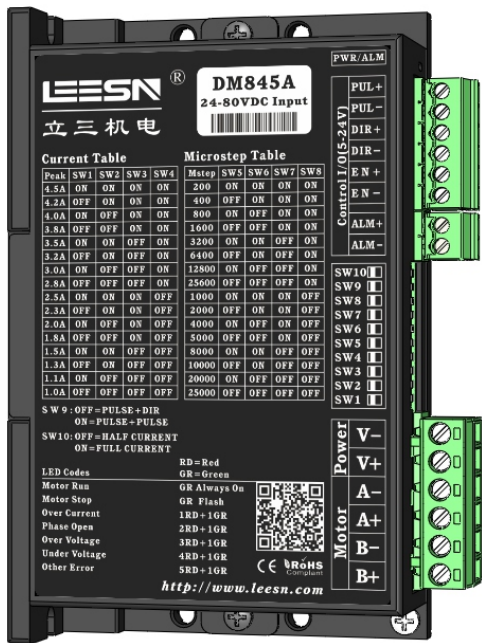 PWR/ALM
LEESN ®
立三机电
DM845A
24-80VDC Input
Control I/O(5-24V)
PUL+
PUL-
DIR+
DIR-
EN+
EN-
ALM+
ALM-
Current Table
Peak SW1 SW2 SW3 SW4
4.5A ON ON ON ON
4.2A OFF ON ON ON
4.0A ON OFF ON ON
3.8A OFF OFF ON ON
3.5A ON ON OFF ON
3.2A OFF ON OFF ON
3.0A ON OFF OFF ON
2.8A OFF OFF OFF ON
2.5A ON ON ON OFF
2.3A OFF ON ON OFF
2.0A ON OFF ON OFF
1.8A OFF OFF ON OFF
1.5A ON ON OFF OFF
1.3A OFF ON OFF OFF
1.1A ON OFF OFF OFF
1.0A OFF OFF OFF OFF
Microstep Table
Mstep SW5 SW6 SW7 SW8
200 ON ON ON ON
400 OFF ON ON ON
800 ON OFF ON ON
1600 OFF OFF ON ON
3200 ON ON OFF ON
6400 OFF ON OFF ON
12800 ON OFF OFF ON
25600 OFF OFF OFF ON
1000 ON ON ON OFF
2000 OFF ON ON OFF
4000 ON OFF ON OFF
5000 OFF OFF ON OFF
8000 ON ON OFF OFF
10000 OFF ON OFF OFF
20000 ON OFF OFF OFF
25000 OFF OFF OFF OFF
SW10
SW9
SW8
SW7
SW6
SW5
SW4
SW3
SW2
SW1
SW9:OFF=PULSE+DIR
ON=PULSE+PULSE
SW10:OFF=HALF CURRENT
ON=FULL CURRENT
RD=Red
LED Codes GR=Green
Motor Run GR Always On
Motor Stop GR Flash
Over Current 1RD+1GR
Phase Open 2RD+1GR
Over Voltage 3RD+1GR
Under Voltage 4RD+1GR
Other Error 5RD+1GR
CE RoHS
Compliant
http://www.leesn.com
Power
V-
V+
Motor
A-
A+
B-
B+